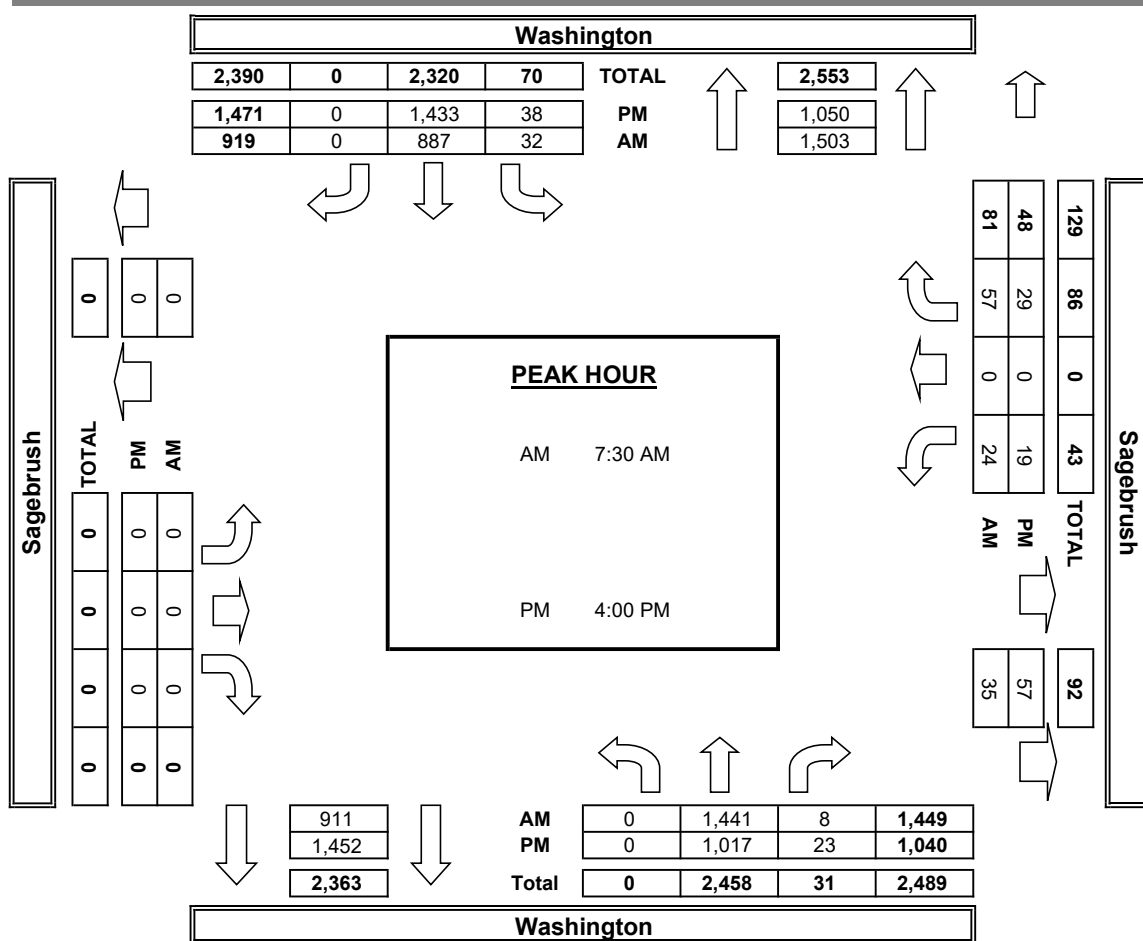 Washington
2,390 0 2,320 70 TOTAL 2,553
1,471 0 1,433 38 PM 1,050
919 0 887 32 AM 1,503
Sagebrush
0 0 0
TOTAL PM AM
0 0 0
0 0 0
0 0 0
0 0 0
PEAK HOUR
AM 7:30 AM
PM 4:00 PM
81 48 129
57 29 86
0 0 0
24 19 43
AM PM TOTAL
35 57 92
Sagebrush
911 AM 0 1,441 8 1,449
1,452 PM 0 1,017 23 1,040
2,363 Total 0 2,458 31 2,489
Washington